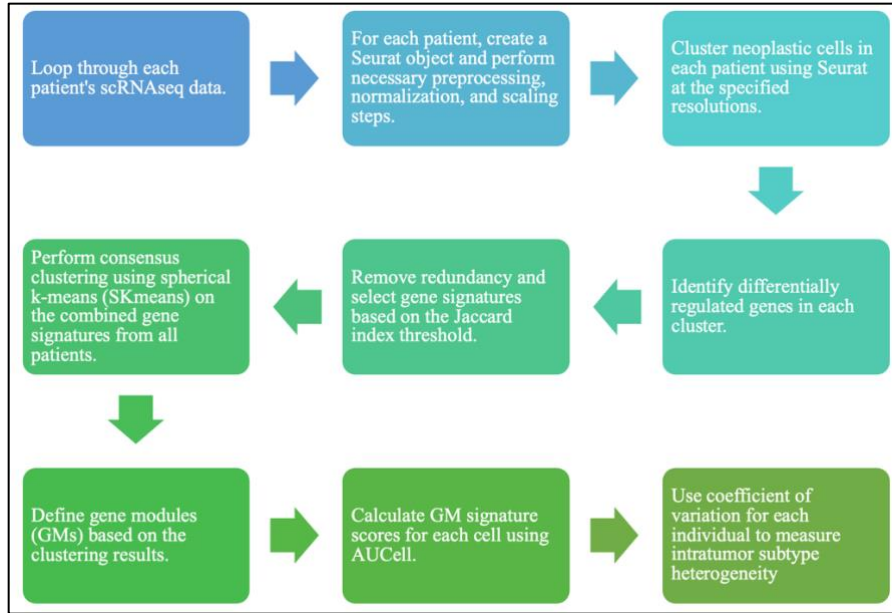 Loop through each
patient's scRNAseq data.
For each patient, create a
Seurat object and perform
necessary preprocessing,
normalization, and scaling
steps.
Cluster neoplastic cells in
each patient using Seurat
at the specified
resolutions.
Identify differentially
regulated genes in each
cluster.
Remove redundancy and
select gene signatures
based on the Jaccard
index threshold.
Perform consensus
clustering using spherical
k-means (SKmeans) on
the combined gene
signatures from all
patients.
Define gene modules
(GMs) based on the
clustering results.
Calculate GM signature
scores for each cell using
AUCell.
Use coefficient of
variation for each
individual to measure
intratumor subtype
heterogeneity